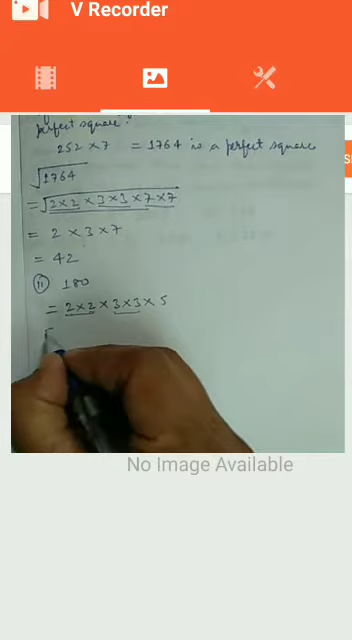 V Recorder
perfect square?
252 × 7 = 1764 is a perfect square
√1764
= √2×2 × 3×3 × 7×7
= 2 × 3 × 7
= 42
(ii) 180
= 2×2 × 3×3 × 5
No Image Available